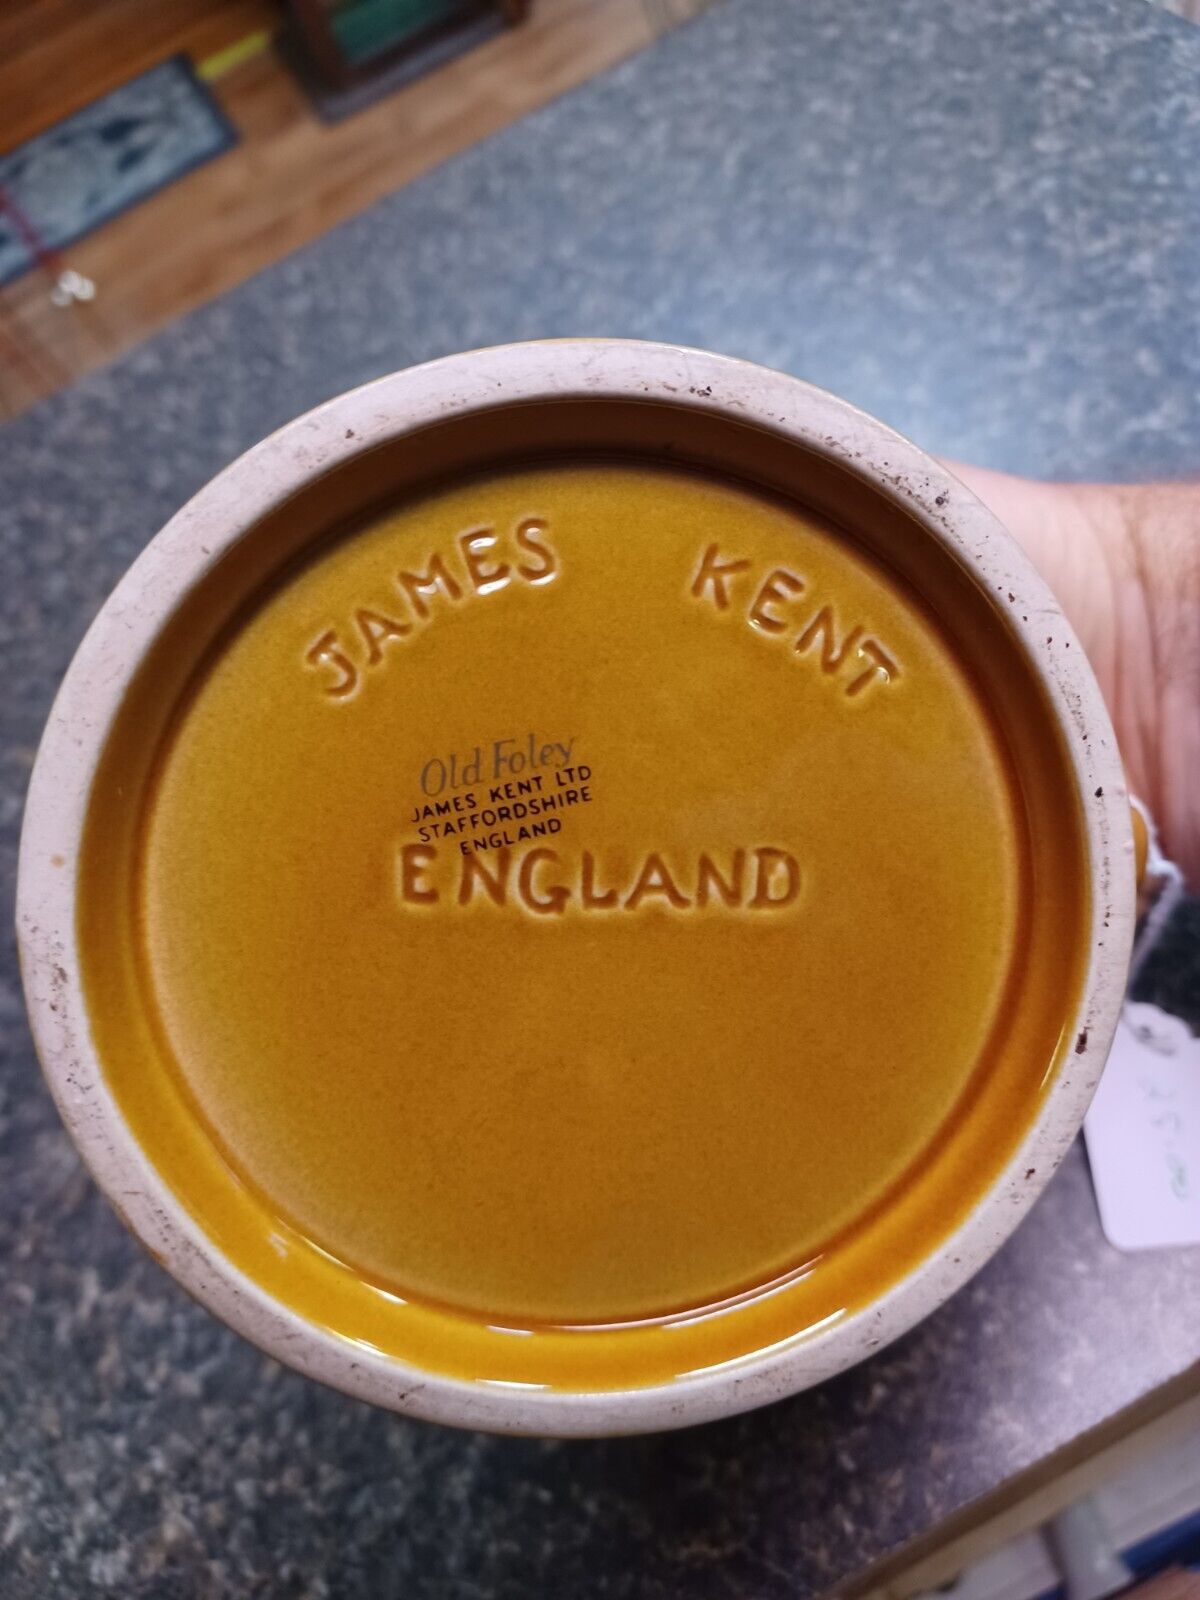 JAMES KENT
Old Foley
JAMES KENT LTD
STAFFORDSHIRE
ENGLAND
ENGLAND